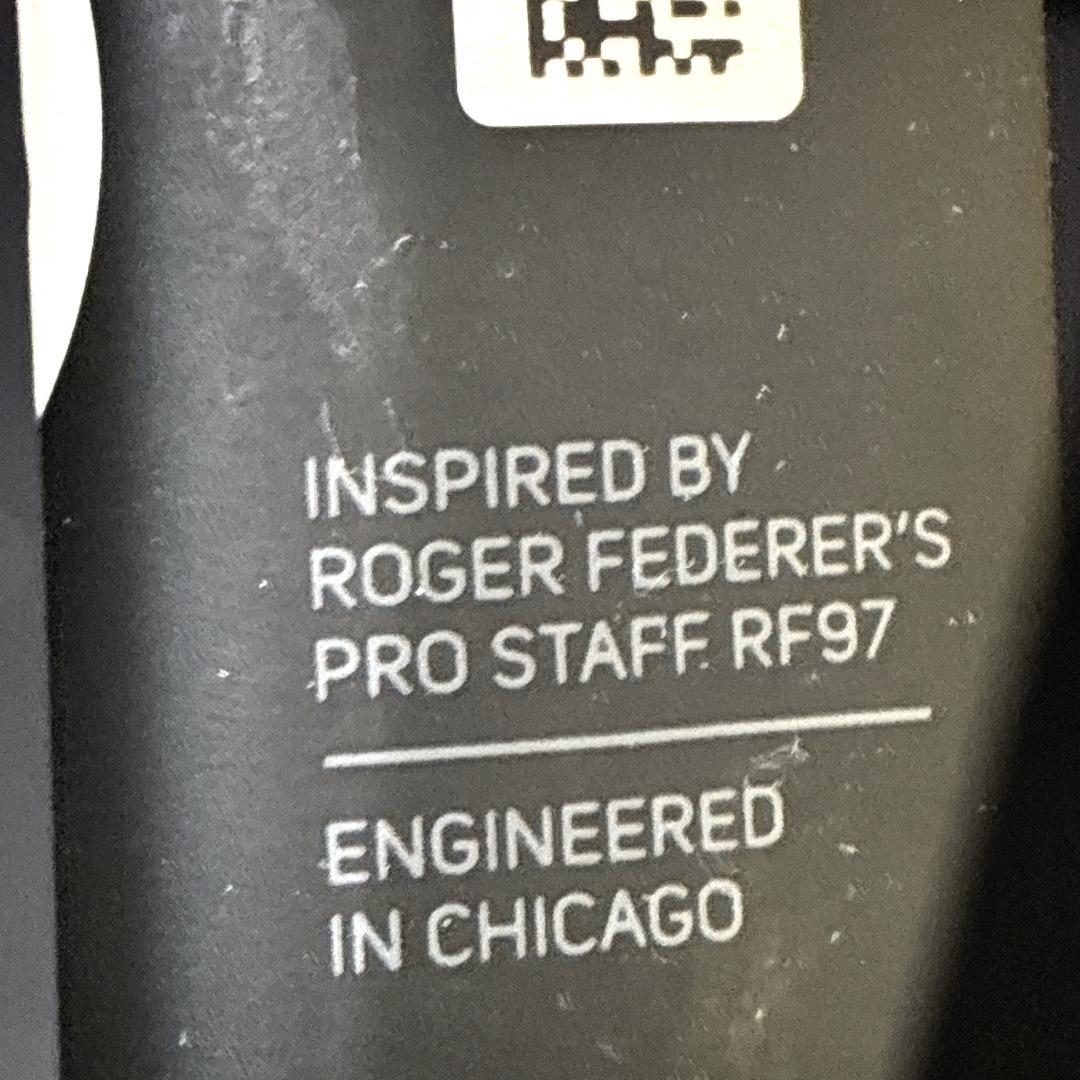 INSPIRED BY
ROGER FEDERER'S
PRO STAFF RF97
ENGINEERED
IN CHICAGO